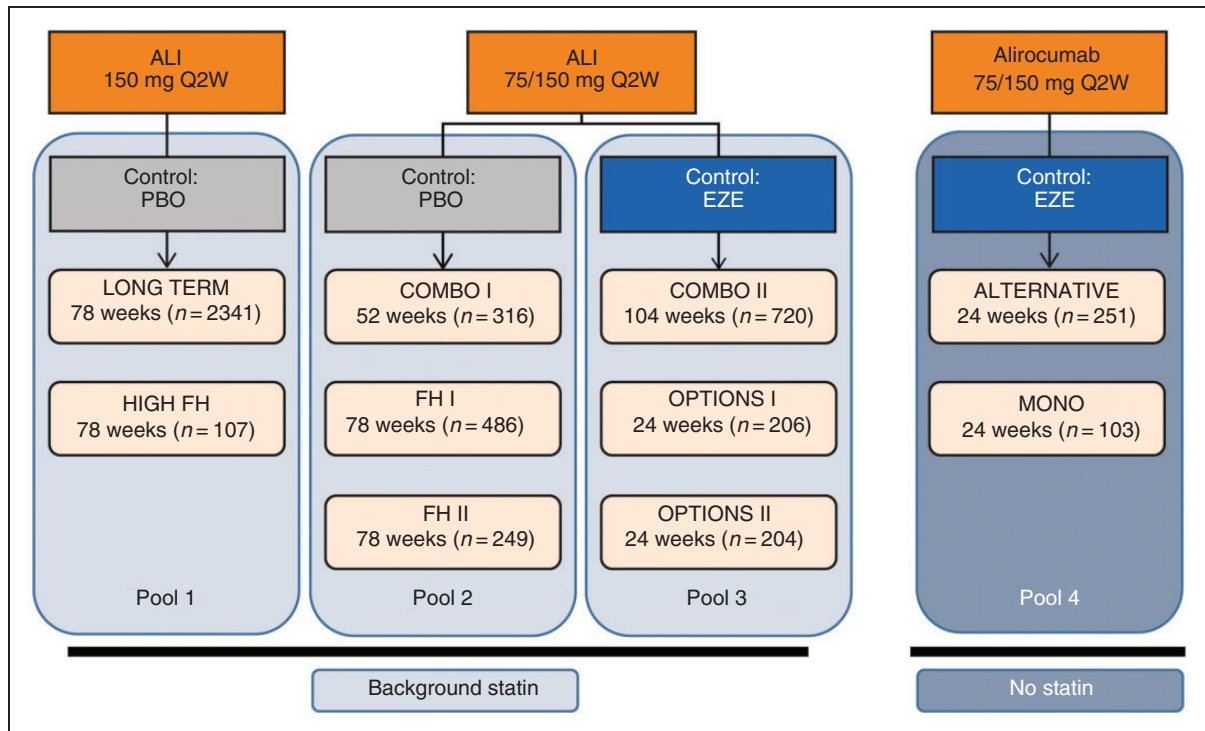 ALI
150 mg Q2W
Control:
PBO
LONG TERM
78 weeks (n = 2341)
HIGH FH
78 weeks (n = 107)
Pool 1
ALI
75/150 mg Q2W
Control:
PBO
COMBO I
52 weeks (n = 316)
FH I
78 weeks (n = 486)
FH II
78 weeks (n = 249)
Pool 2
Control:
EZE
COMBO II
104 weeks (n = 720)
OPTIONS I
24 weeks (n = 206)
OPTIONS II
24 weeks (n = 204)
Pool 3
Background statin
Alirocumab
75/150 mg Q2W
Control:
EZE
ALTERNATIVE
24 weeks (n = 251)
MONO
24 weeks (n = 103)
Pool 4
No statin